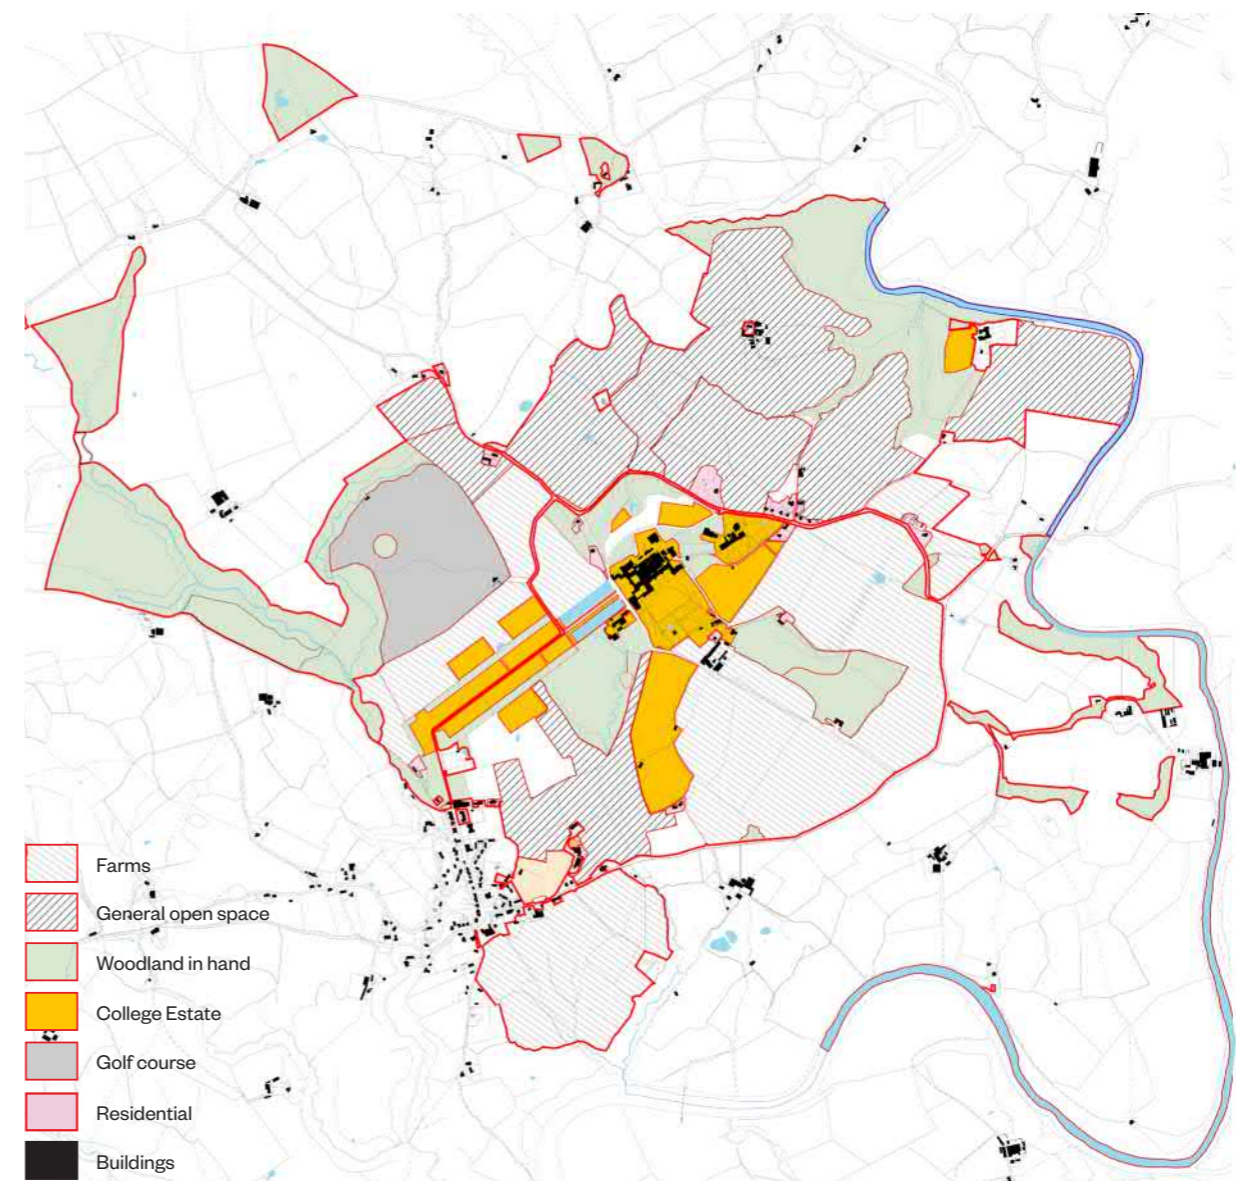 Farms
General open space
Woodland in hand
College Estate
Golf course
Residential
Buildings